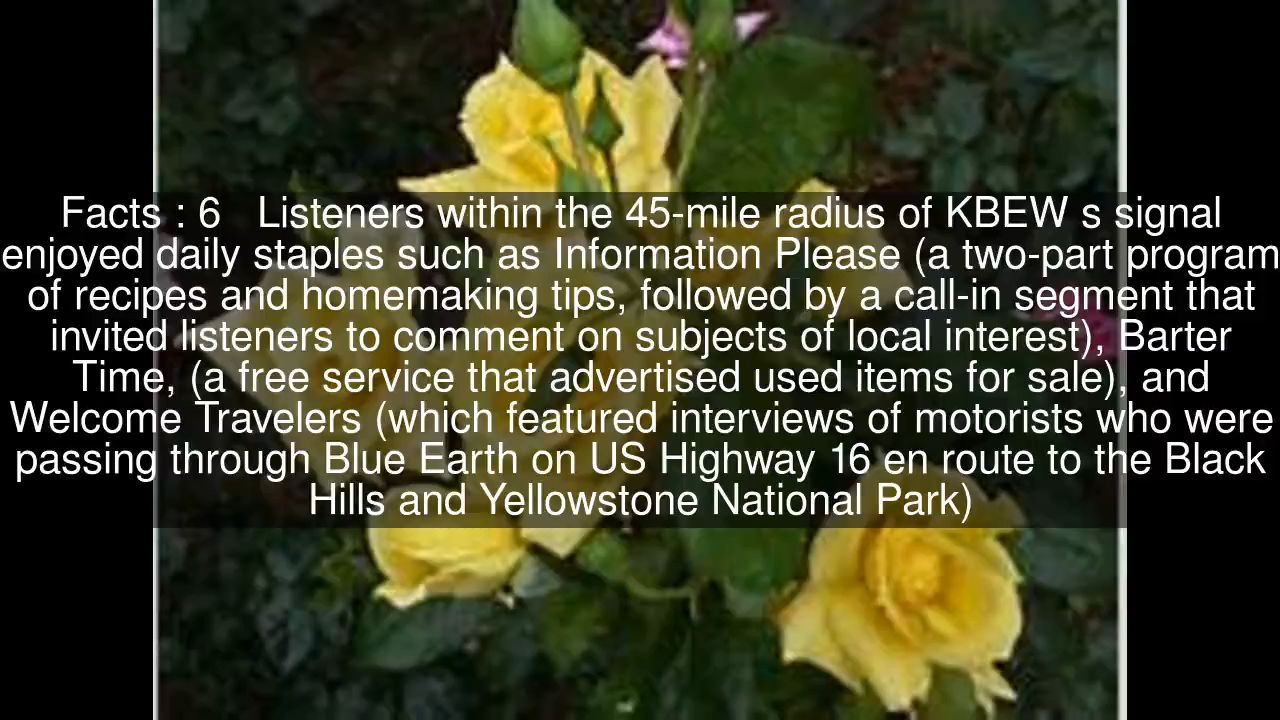 Facts : 6   Listeners within the 45-mile radius of KBEW s signal
enjoyed daily staples such as Information Please (a two-part program
of recipes and homemaking tips, followed by a call-in segment that
invited listeners to comment on subjects of local interest), Barter
Time, (a free service that advertised used items for sale), and
Welcome Travelers (which featured interviews of motorists who were
passing through Blue Earth on US Highway 16 en route to the Black
Hills and Yellowstone National Park)